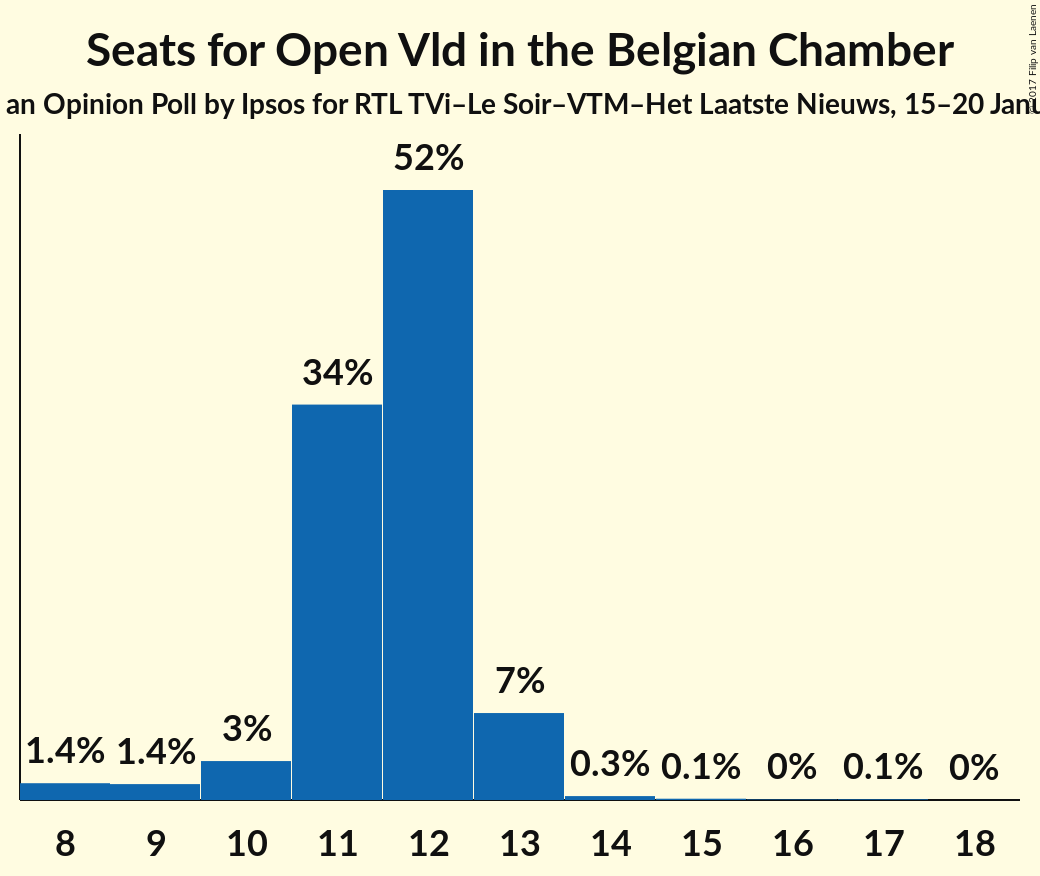 Seats for Open Vld in the Belgian Chamber
an Opinion Poll by Ipsos for RTL TVi–Le Soir–VTM–Het Laatste Nieuws, 15–20 Janu
© 2017 Filip van Laenen
52%
34%
7%
3%
1.4% 1.4% 0.3% 0.1% 0% 0.1% 0%
8 9 10 11 12 13 14 15 16 17 18